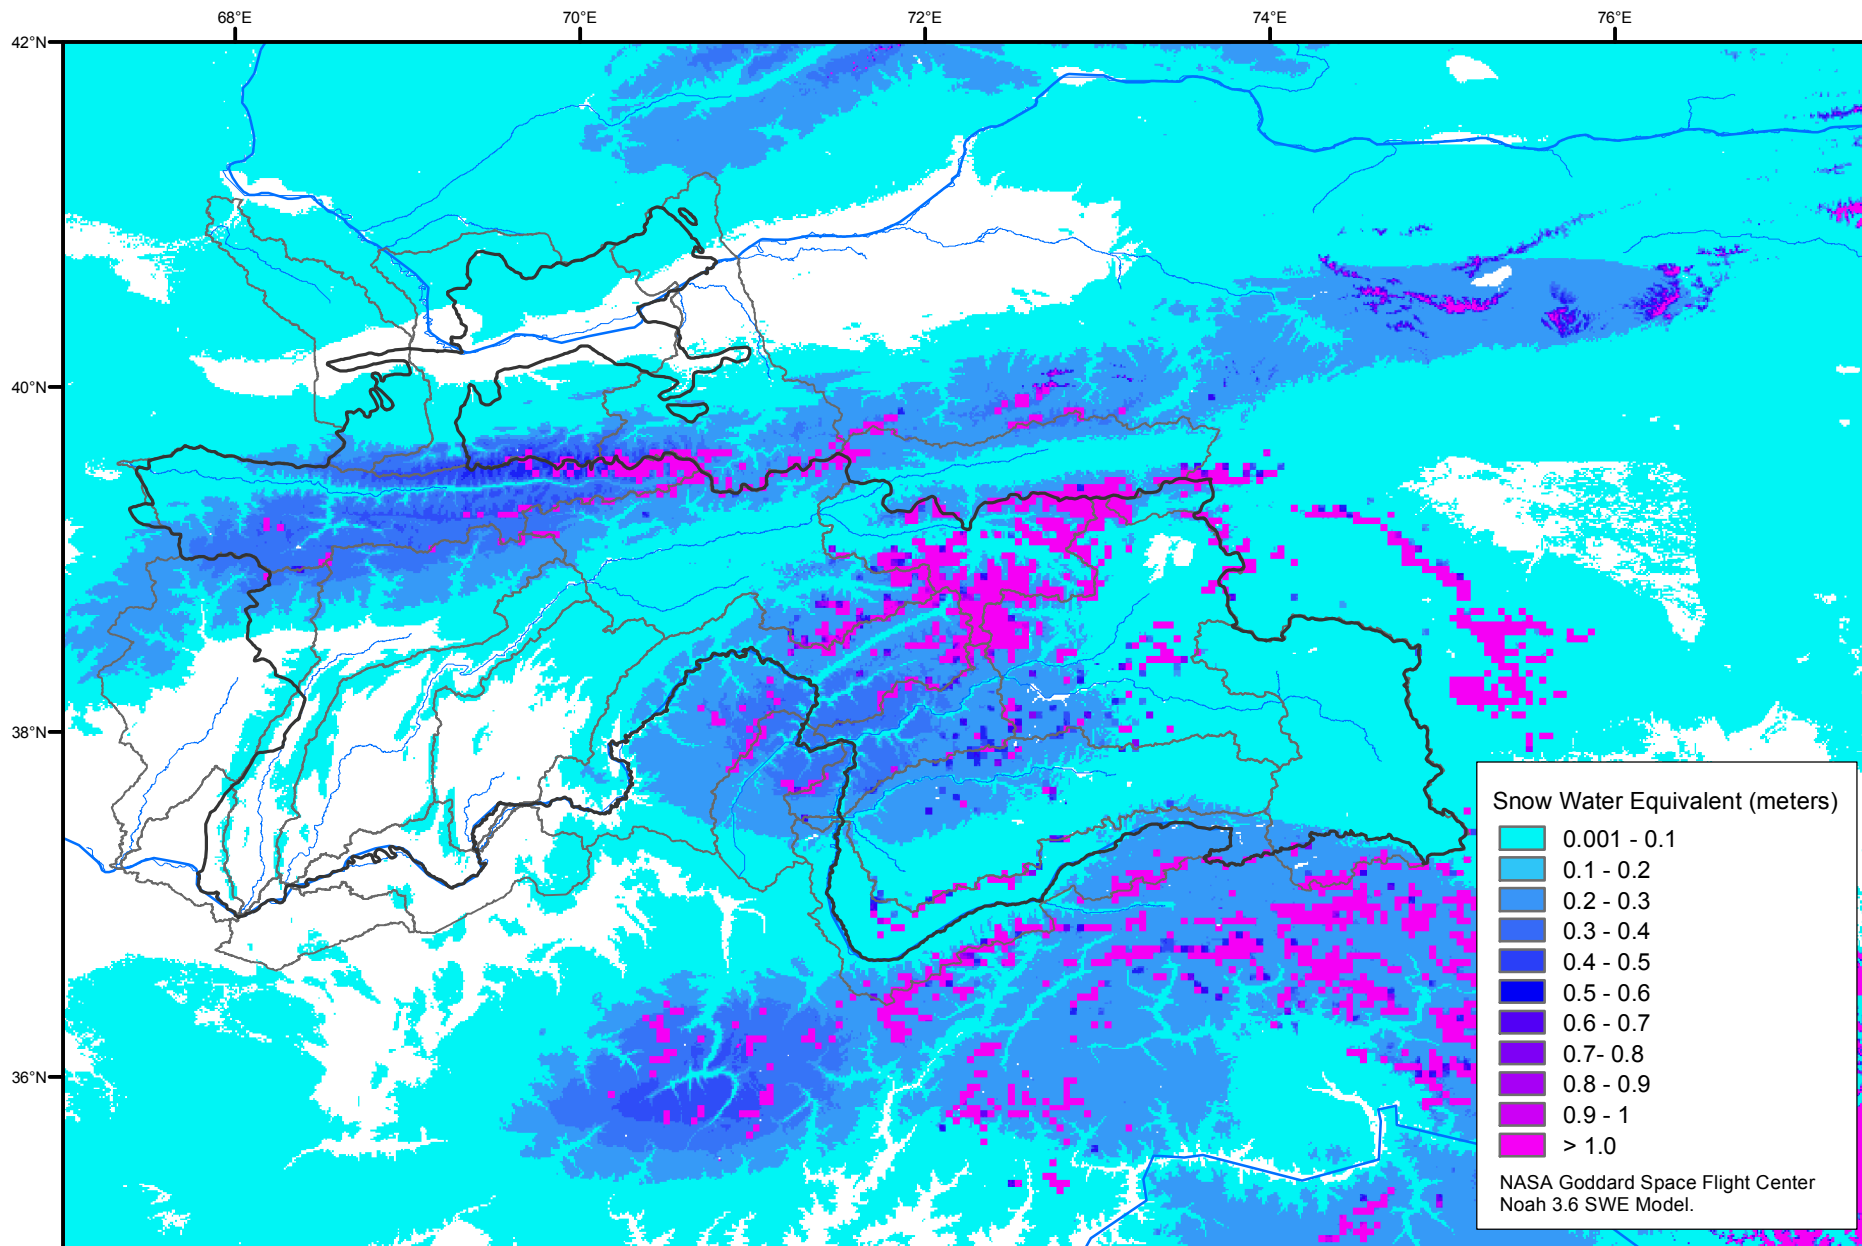 68°E 70°E 72°E 74°E 76°E
42°N
40°N
38°N
36°N
Snow Water Equivalent (meters)
0.001 - 0.1
0.1 - 0.2
0.2 - 0.3
0.3 - 0.4
0.4 - 0.5
0.5 - 0.6
0.6 - 0.7
0.7- 0.8
0.8 - 0.9
0.9 - 1
> 1.0
NASA Goddard Space Flight Center
Noah 3.6 SWE Model.